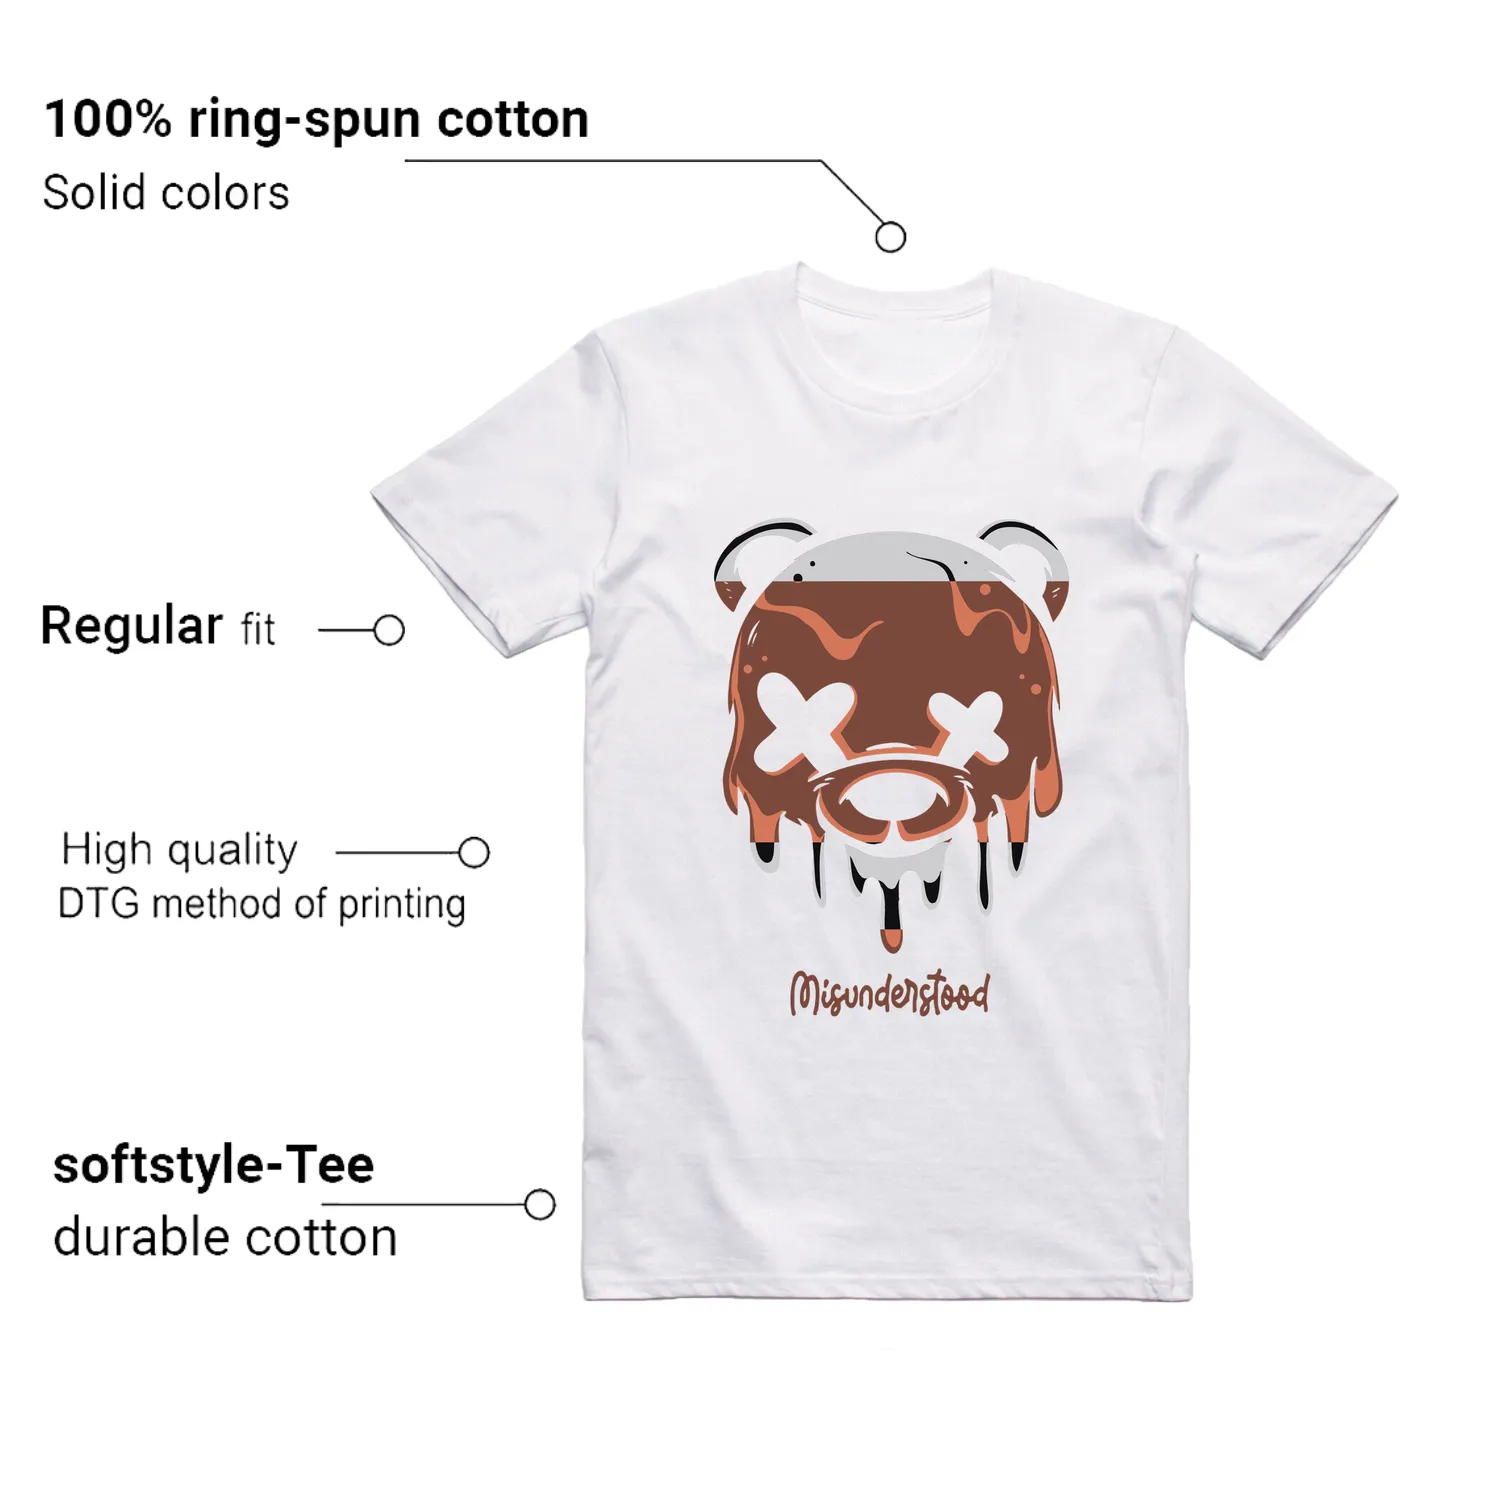 100% ring-spun cotton
Solid colors
Regular fit
High quality
DTG method of printing
Misunderstood
softstyle-Tee
durable cotton